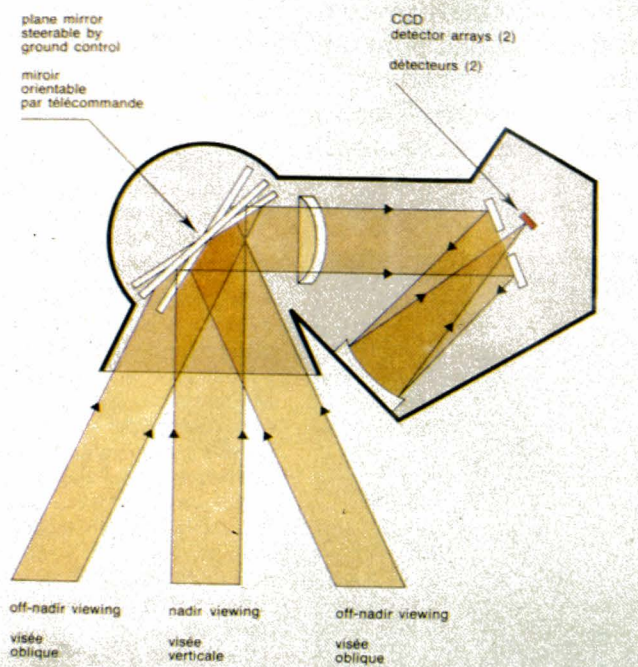 plane mirror
steerable by
ground control
miroir
orientable
par télécommande
CCD
detector arrays (2)
détecteurs (2)
off-nadir viewing
visée
oblique
nadir viewing
visée
verticale
off-nadir viewing
visée
oblique